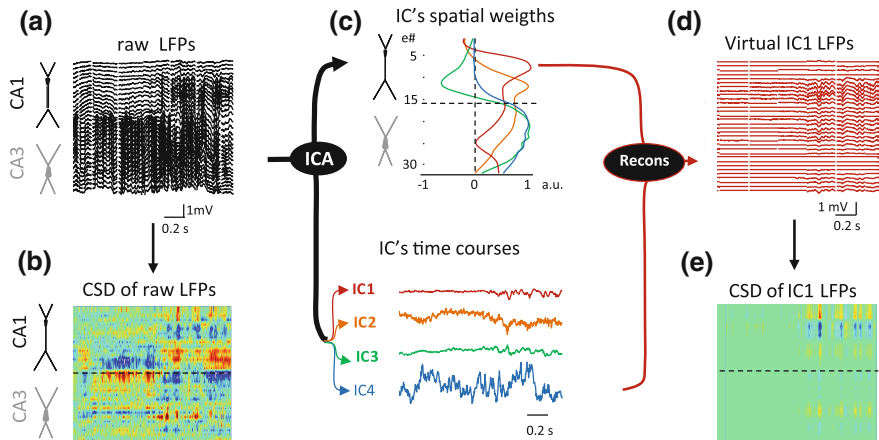 (a)
raw LFPs
CA1
CA3
1mV
0.2 s
(b)
CSD of raw LFPs
CA1
CA3
ICA
(c)
IC's spatial weigths
e#
5
15
30
-1
0
1
a.u.
IC's time courses
IC1
IC2
IC3
IC4
0.2 s
Recons
(d)
Virtual IC1 LFPs
1 mV
0.2 s
(e)
CSD of IC1 LFPs